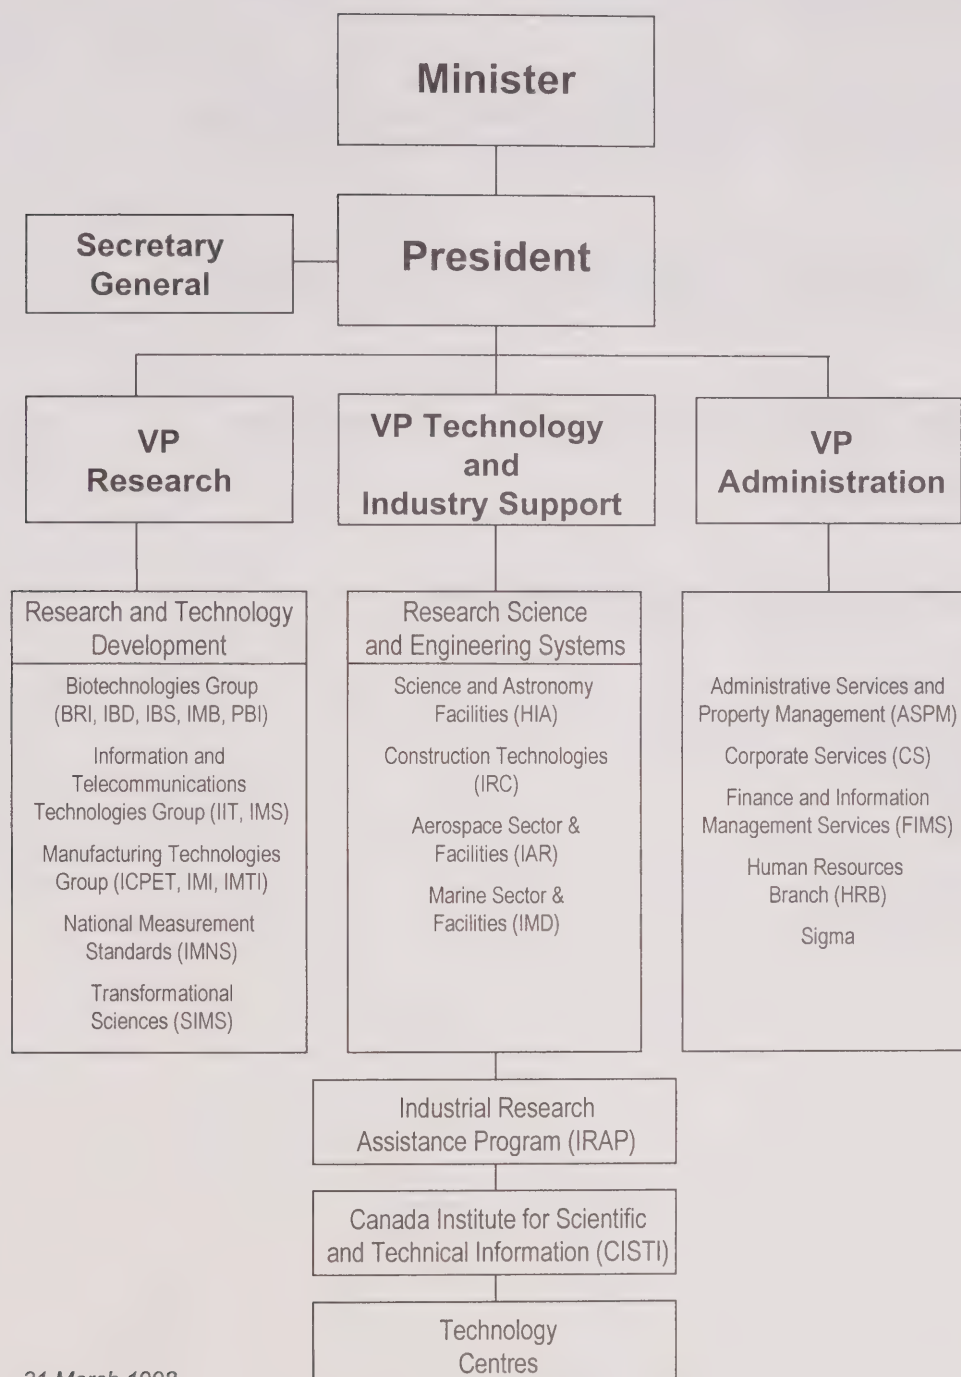 Minister
Secretary
General
President
VP
Research
VP Technology
and
Industry Support
VP
Administration
Research and Technology
Development
Biotechnologies Group
(BRI, IBD, IBS, IMB, PBI)
Information and
Telecommunications
Technologies Group (IIT, IMS)
Manufacturing Technologies
Group (ICPET, IMI, IMTI)
National Measurement
Standards (IMNS)
Transformational
Sciences (SIMS)
Research Science
and Engineering Systems
Science and Astronomy
Facilities (HIA)
Construction Technologies
(IRC)
Aerospace Sector &
Facilities (IAR)
Marine Sector &
Facilities (IMD)
Administrative Services and
Property Management (ASPM)
Corporate Services (CS)
Finance and Information
Management Services (FIMS)
Human Resources
Branch (HRB)
Sigma
Industrial Research
Assistance Program (IRAP)
Canada Institute for Scientific
and Technical Information (CISTI)
Technology
Centres
March